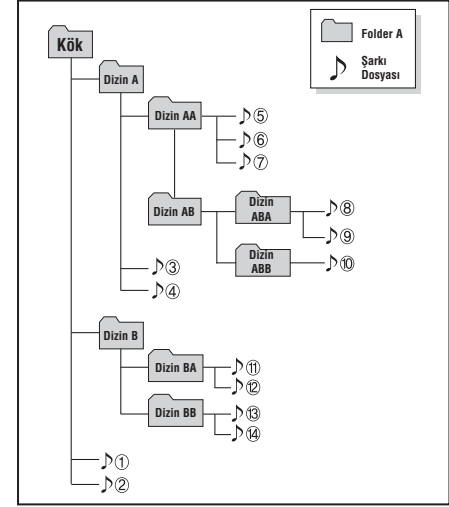 Kök
Folder A
Şarkı
Dosyası
Dizin A
Dizin AA
⑤
⑥
⑦
Dizin AB
Dizin
ABA
⑧
⑨
Dizin
ABB
⑩
③
④
Dizin B
Dizin BA
⑪
⑫
Dizin BB
⑬
⑭
①
②